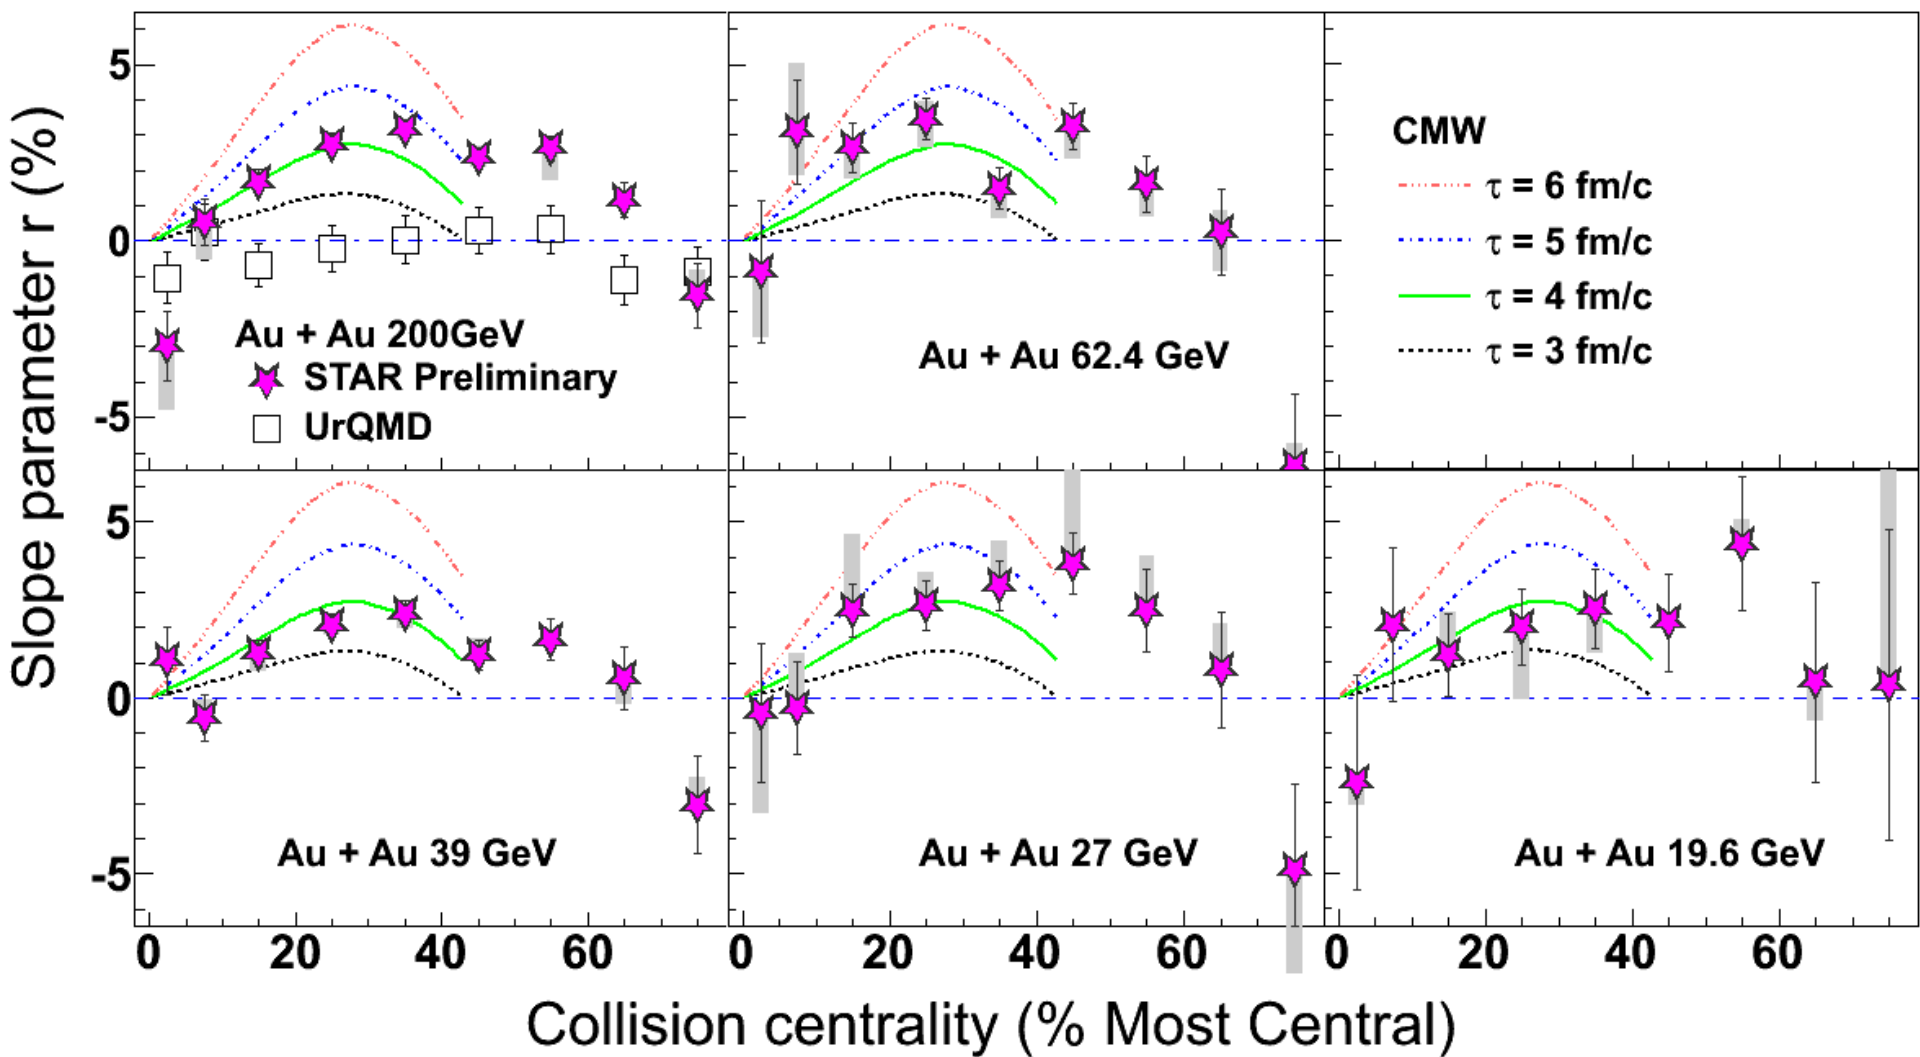 Slope parameter r (%)
5
0
-5
Au + Au 200GeV
STAR Preliminary
UrQMD
Au + Au 62.4 GeV
CMW
τ = 6 fm/c
τ = 5 fm/c
τ = 4 fm/c
τ = 3 fm/c
5
0
-5
Au + Au 39 GeV
Au + Au 27 GeV
Au + Au 19.6 GeV
0 20 40 60 0 20 40 60 0 20 40 60
Collision centrality (% Most Central)